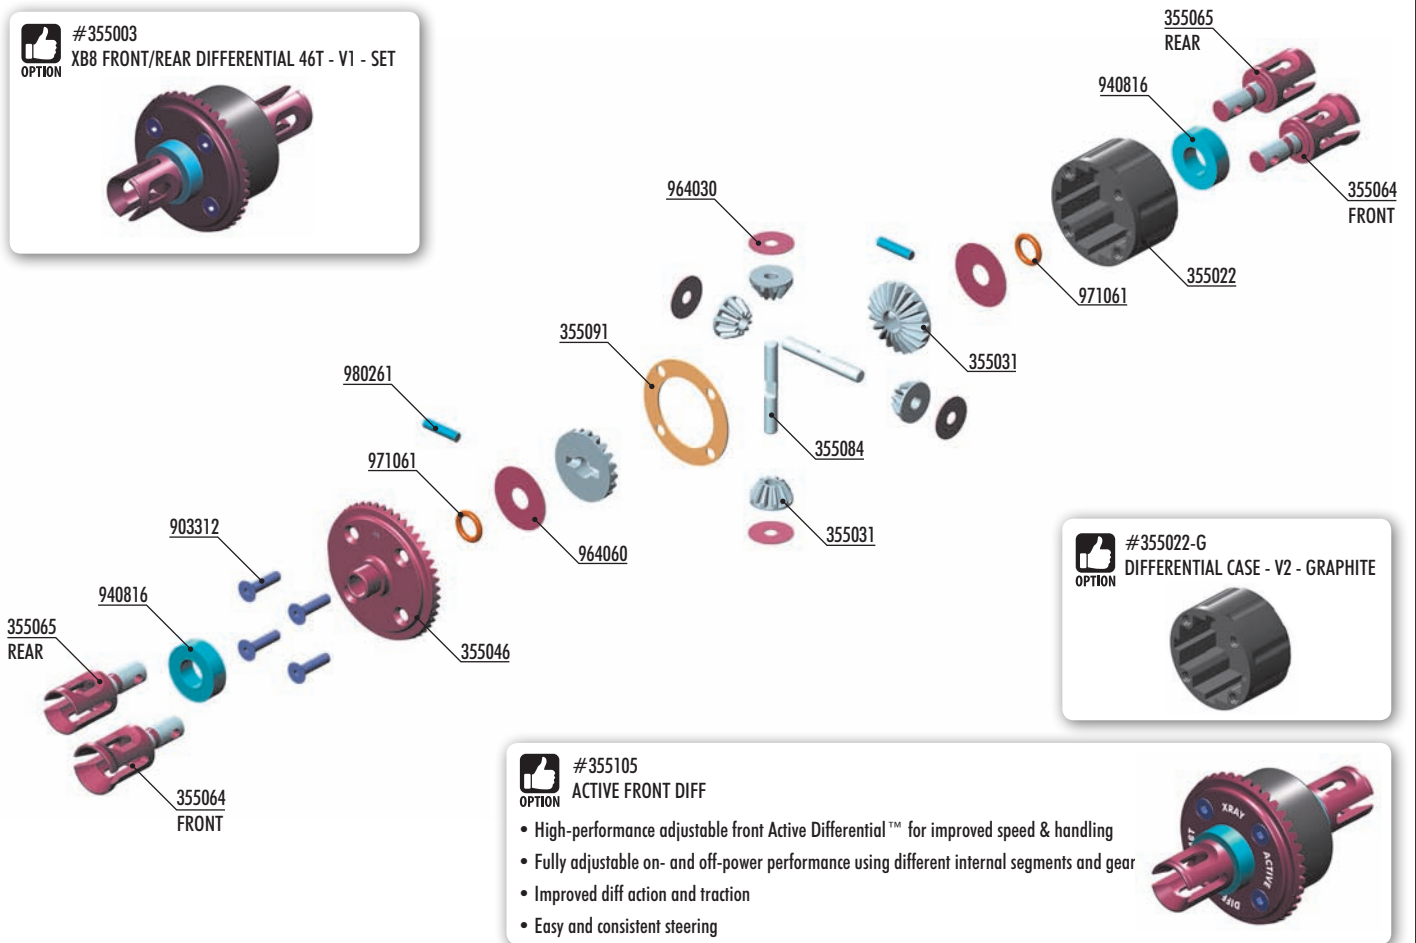 #355003
XB8 FRONT/REAR DIFFERENTIAL 46T - V1 - SET
OPTION
355065
REAR
940816
355064
FRONT
964030
355022
971061
355091
355031
980261
355084
971061
903312
355031
964060
940816
355065
REAR
355046
355064
FRONT
#355022-G
DIFFERENTIAL CASE - V2 - GRAPHITE
OPTION
#355105
ACTIVE FRONT DIFF
OPTION
• High-performance adjustable front Active Differential™ for improved speed & handling
• Fully adjustable on- and off-power performance using different internal segments and gear
• Improved diff action and traction
• Easy and consistent steering
XRAY
ACTIVE
DIFF